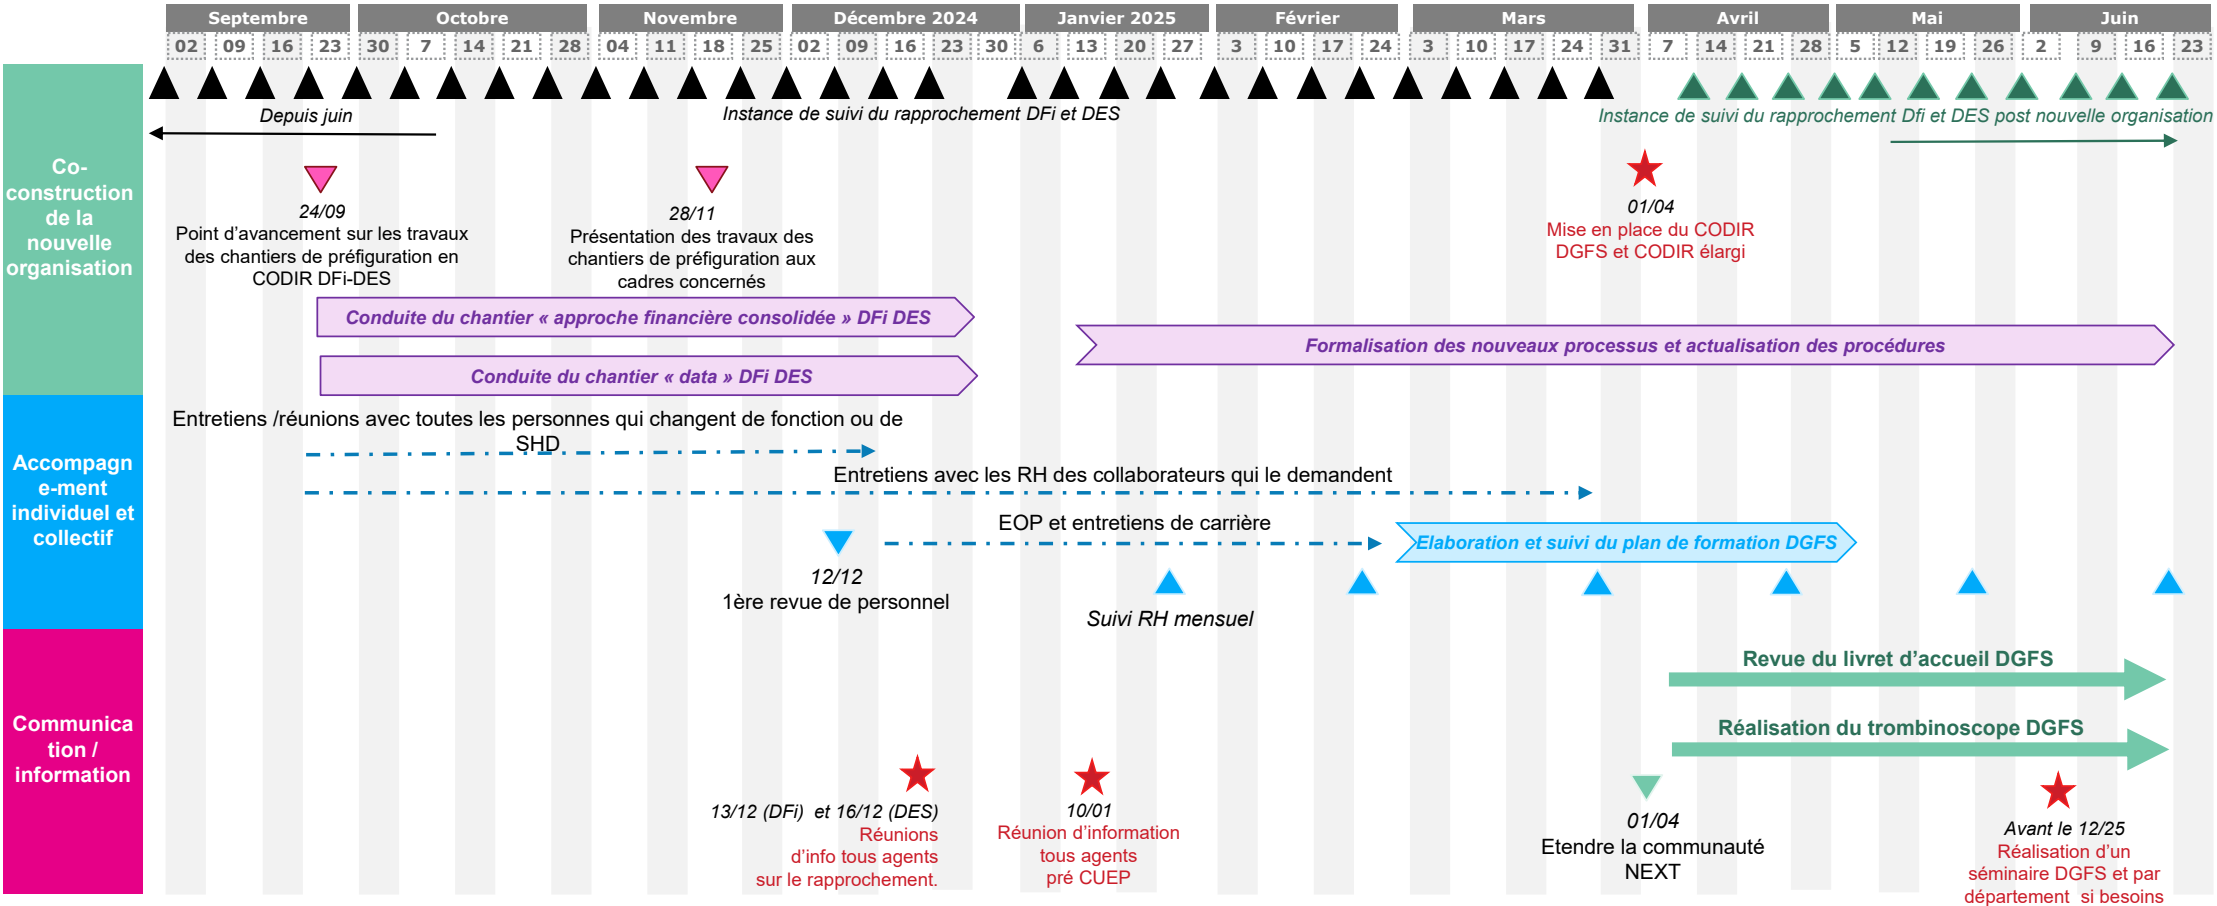 Septembre Octobre Novembre Décembre 2024 Janvier 2025 Février Mars Avril Mai Juin
02 09 16 23 30 7 14 21 28 04 11 18 25 02 09 16 23 30 6 13 20 27 3 10 17 24 3 10 17 24 31 7 14 21 28 5 12 19 26 2 9 16 23
Co-
construction
de la
nouvelle
organisation
Depuis juin
Instance de suivi du rapprochement DFi et DES
Instance de suivi du rapprochement Dfi et DES post nouvelle organisation
24/09
Point d’avancement sur les travaux
des chantiers de préfiguration en
CODIR DFi-DES
28/11
Présentation des travaux des
chantiers de préfiguration aux
cadres concernés
01/04
Mise en place du CODIR
DGFS et CODIR élargi
Conduite du chantier « approche financière consolidée » DFi DES
Formalisation des nouveaux processus et actualisation des procédures
Conduite du chantier « data » DFi DES
Accompagn
e-ment
individuel et
collectif
Entretiens /réunions avec toutes les personnes qui changent de fonction ou de
SHD
Entretiens avec les RH des collaborateurs qui le demandent
EOP et entretiens de carrière
Elaboration et suivi du plan de formation DGFS
12/12
1ère revue de personnel
Suivi RH mensuel
Communica
tion /
information
Revue du livret d’accueil DGFS
Réalisation du trombinoscope DGFS
13/12 (DFi) et 16/12 (DES)
Réunions
d’info tous agents
sur le rapprochement.
10/01
Réunion d’information
tous agents
pré CUEP
01/04
Etendre la communauté
NEXT
Avant le 12/25
Réalisation d’un
séminaire DGFS et par
département si besoins